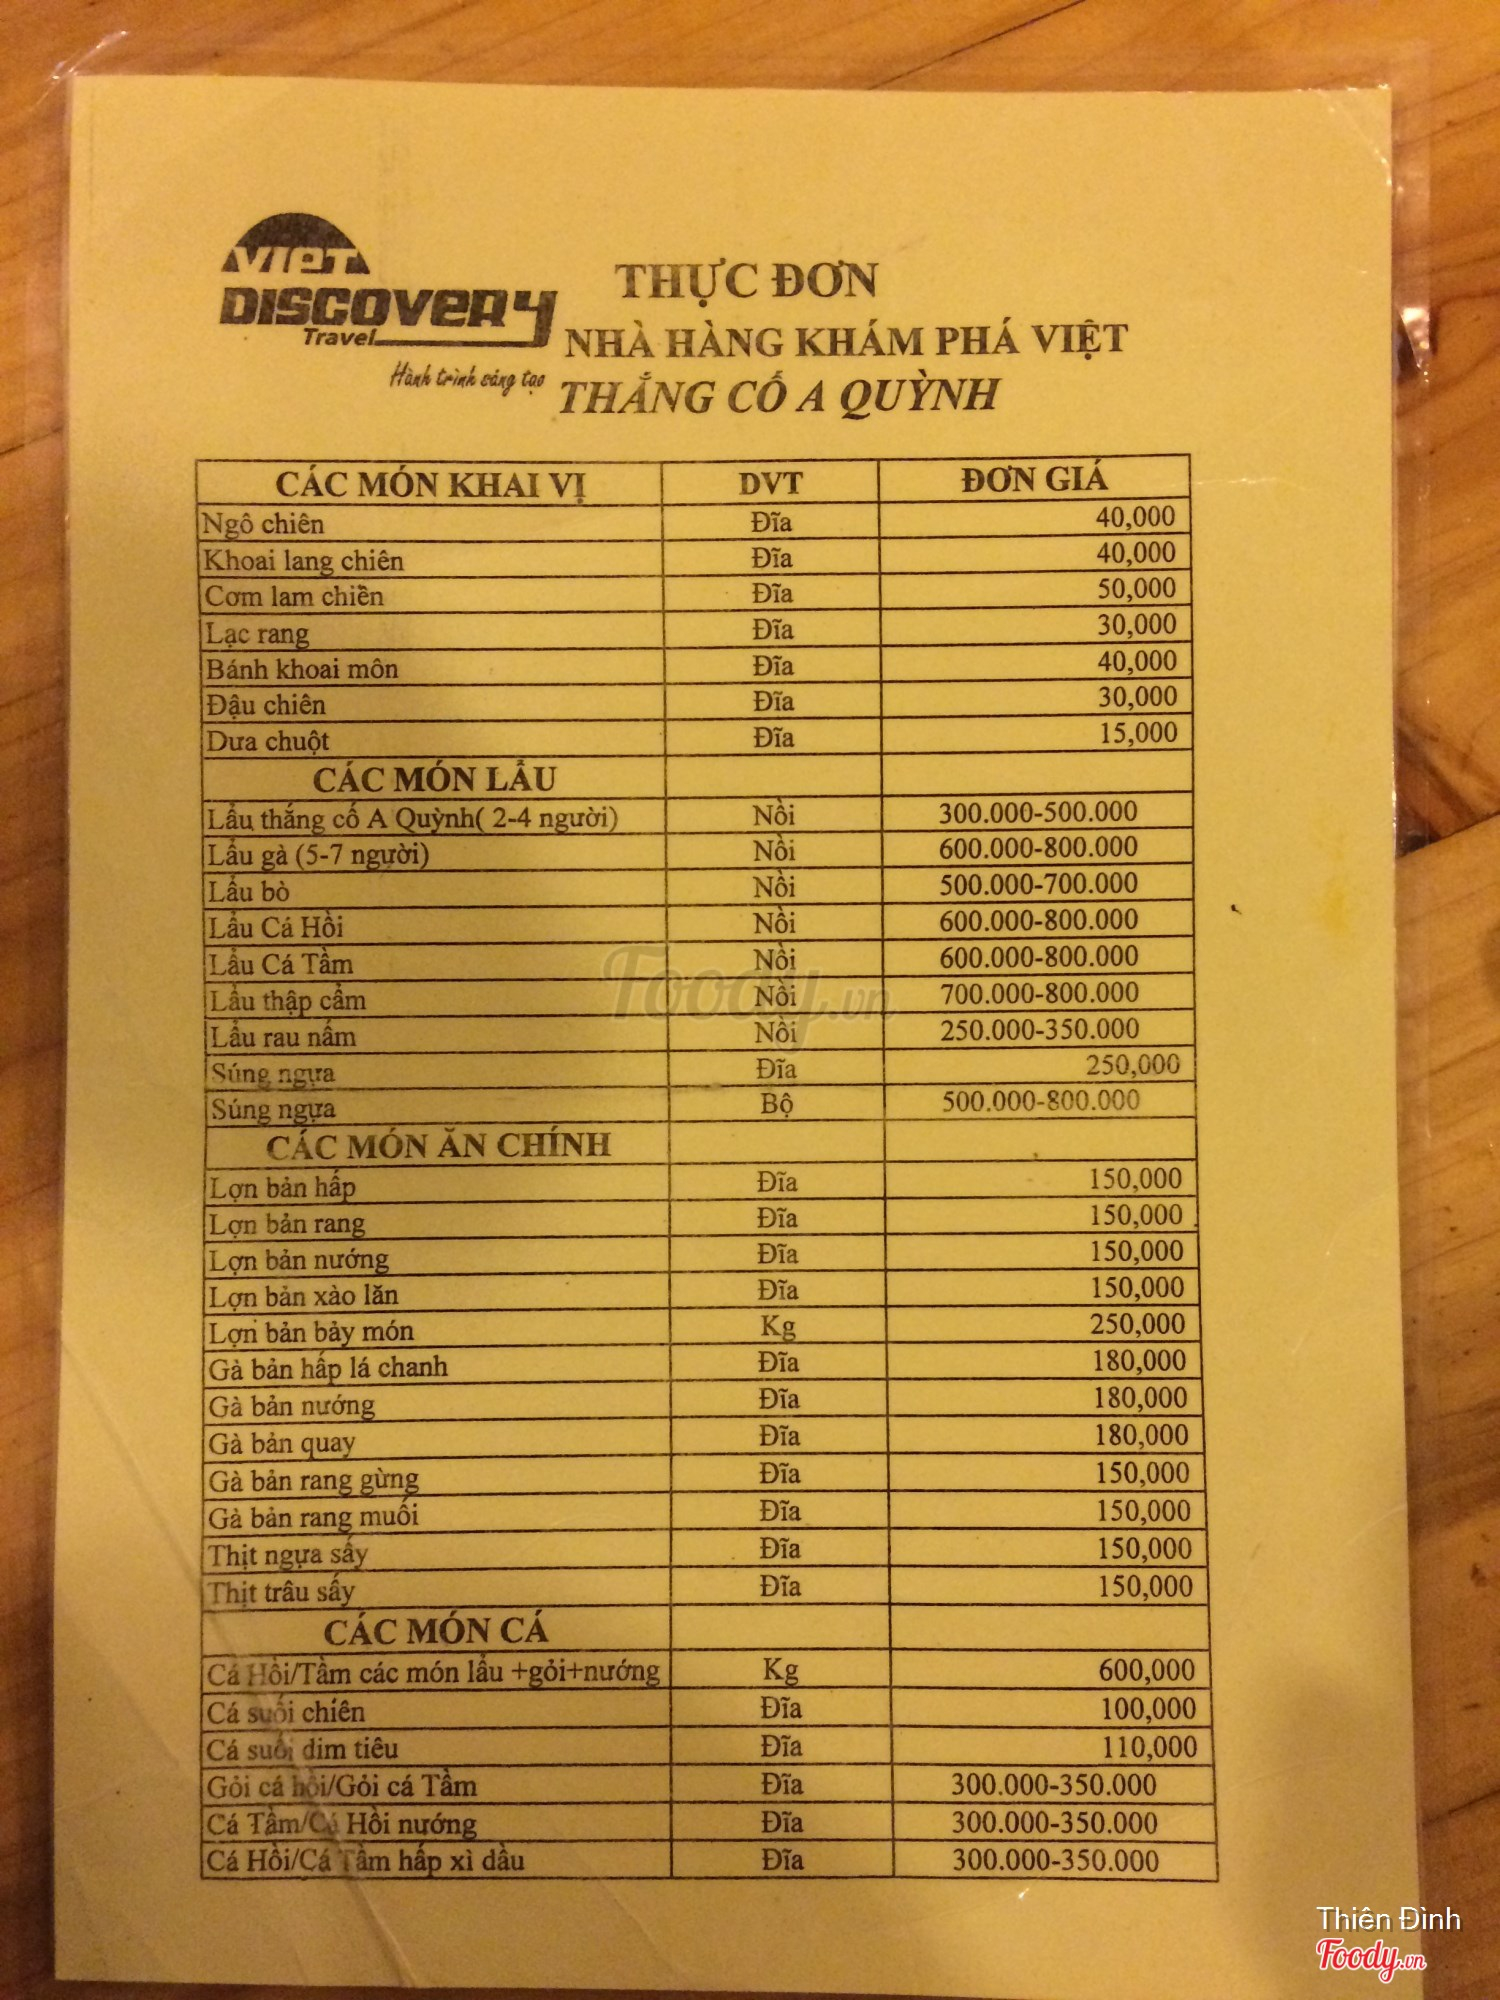 VIET
DISCOVERY
Travel
Hành trình sáng tạo
THỰC ĐƠN
NHÀ HÀNG KHÁM PHÁ VIỆT
THẮNG CỐ A QUỲNH
CÁC MÓN KHAI VỊ DVT ĐƠN GIÁ
Ngô chiên Đĩa 40,000
Khoai lang chiên Đĩa 40,000
Cơm lam chiên Đĩa 50,000
Lạc rang Đĩa 30,000
Bánh khoai môn Đĩa 40,000
Đậu chiên Đĩa 30,000
Dưa chuột Đĩa 15,000
CÁC MÓN LẨU
Lẩu thắng cố A Quỳnh( 2-4 người) Nồi 300.000-500.000
Lẩu gà (5-7 người) Nồi 600.000-800.000
Lẩu bò Nồi 500.000-700.000
Lẩu Cá Hồi Nồi 600.000-800.000
Lẩu Cá Tầm Nồi 600.000-800.000
Lẩu thập cẩm Nồi 700.000-800.000
Lẩu rau nấm Nồi 250.000-350.000
Súng ngựa Đĩa 250,000
Súng ngựa Bộ 500.000-800.000
CÁC MÓN ĂN CHÍNH
Lợn bản hấp Đĩa 150,000
Lợn bản rang Đĩa 150,000
Lợn bản nướng Đĩa 150,000
Lợn bản xào lăn Đĩa 150,000
Lợn bản bảy món Kg 250,000
Gà bản hấp lá chanh Đĩa 180,000
Gà bản nướng Đĩa 180,000
Gà bản quay Đĩa 180,000
Gà bản rang gừng Đĩa 150,000
Gà bản rang muối Đĩa 150,000
Thịt ngựa sấy Đĩa 150,000
Thịt trâu sấy Đĩa 150,000
CÁC MÓN CÁ
Cá Hồi/Tầm các món lẩu +gỏi+nướng Kg 600,000
Cá suối chiên Đĩa 100,000
Cá suối dim tiêu Đĩa 110,000
Gỏi cá hồi/Gỏi cá Tầm Đĩa 300.000-350.000
Cá Tầm/Cá Hồi nướng Đĩa 300.000-350.000
Cá Hồi/Cá Tầm hấp xì dầu Đĩa 300.000-350.000
Foody.vn
Thiên Đình
Foody.vn